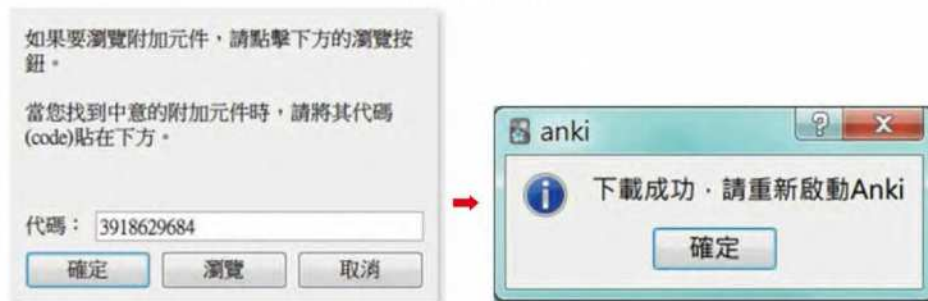 如果要瀏覽附加元件，請點擊下方的瀏覽按
鈕。
當您找到中意的附加元件時，請將其代碼
(code)貼在下方。
代碼： 3918629684
確定 瀏覽 取消
anki
下載成功，請重新啟動Anki
確定